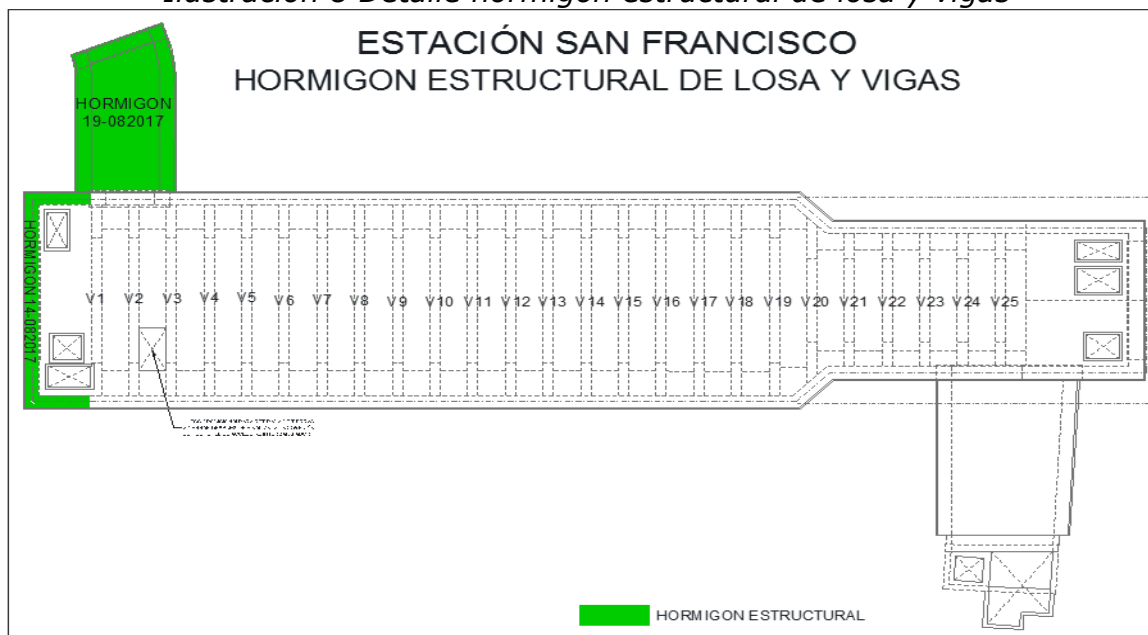 Ilustración 8 Detalle hormigón estructural de losa y vigas
ESTACIÓN SAN FRANCISCO
HORMIGON ESTRUCTURAL DE LOSA Y VIGAS
HORMIGON
19-082017
HORMIGON 14-082017
V1 V2 V3 V4 V5 V6 V7 V8 V9 V10 V11 V12 V13 V14 V15 V16 V17 V18 V19 V20 V21 V22 V23 V24 V25
HORMIGON ESTRUCTURAL